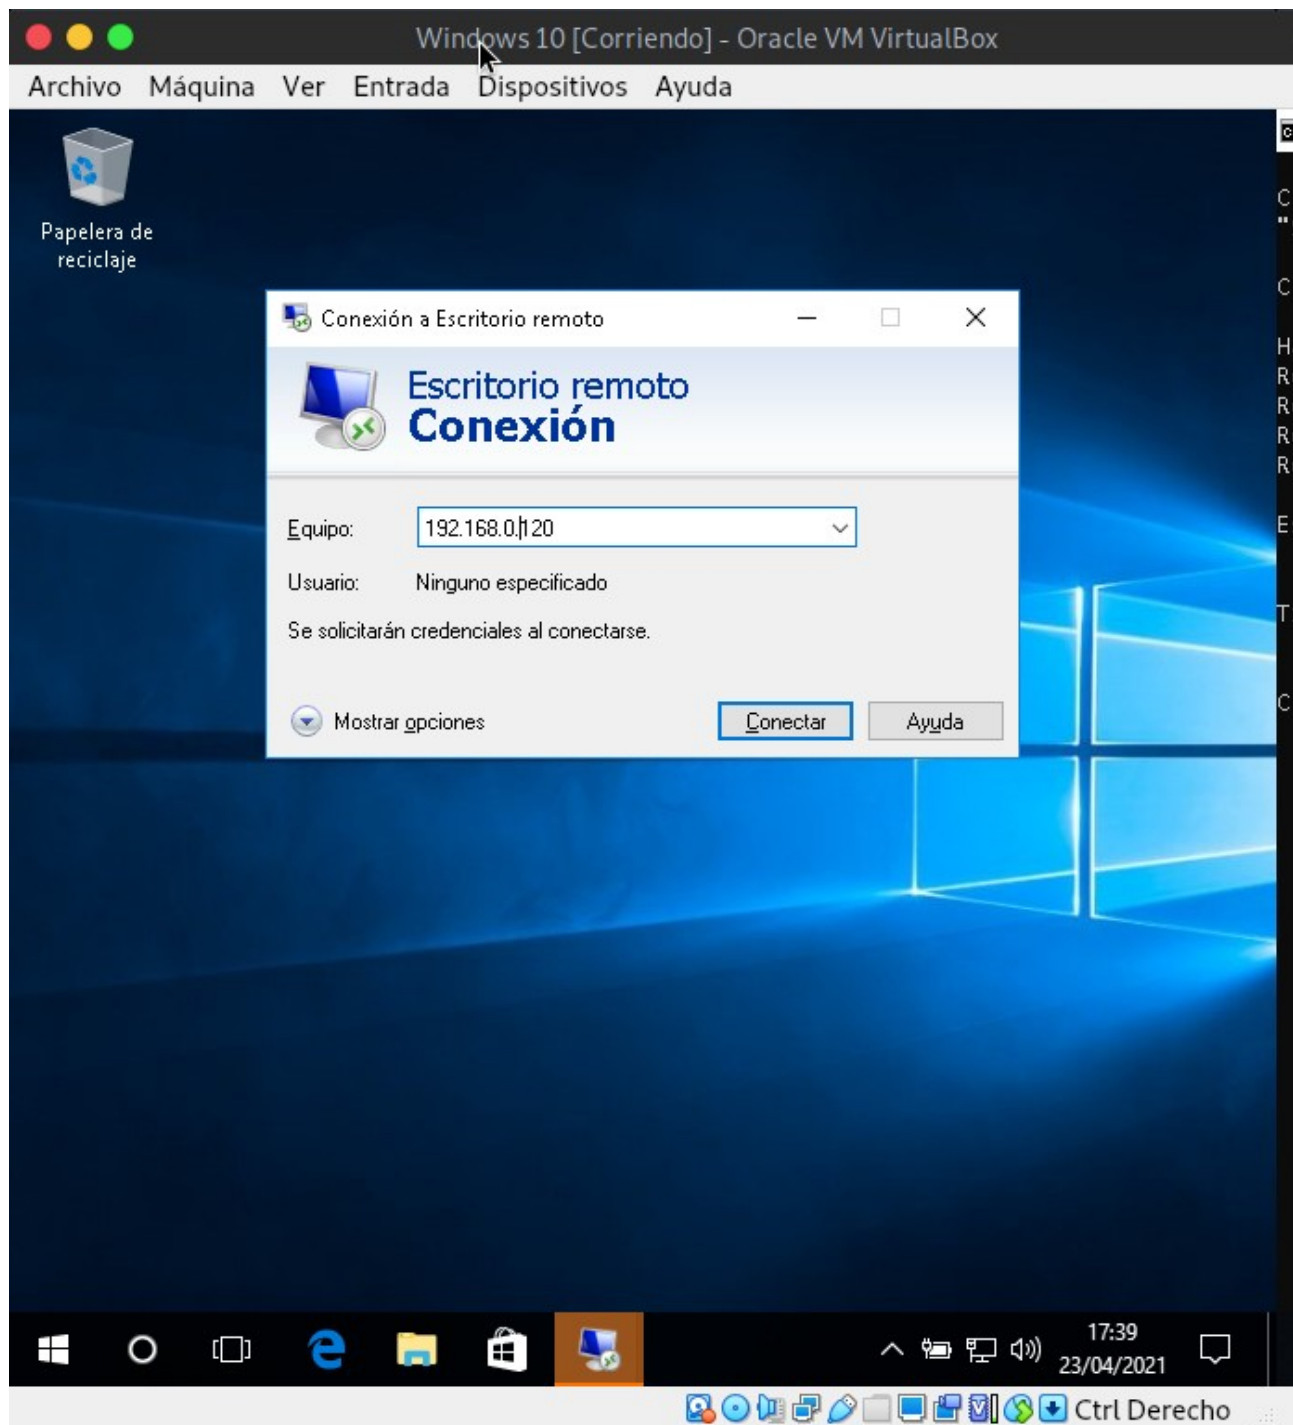 Windows 10 [Corriendo] - Oracle VM VirtualBox
Archivo Máquina Ver Entrada Dispositivos Ayuda
Papelera de
reciclaje
Conexión a Escritorio remoto
Escritorio remoto
Conexión
Equipo: 192.168.0.120
Usuario: Ninguno especificado
Se solicitarán credenciales al conectarse.
Mostrar opciones Conectar Ayuda
C
"
C
H
R
R
R
R
E
T
C
17:39
23/04/2021
Ctrl Derecho